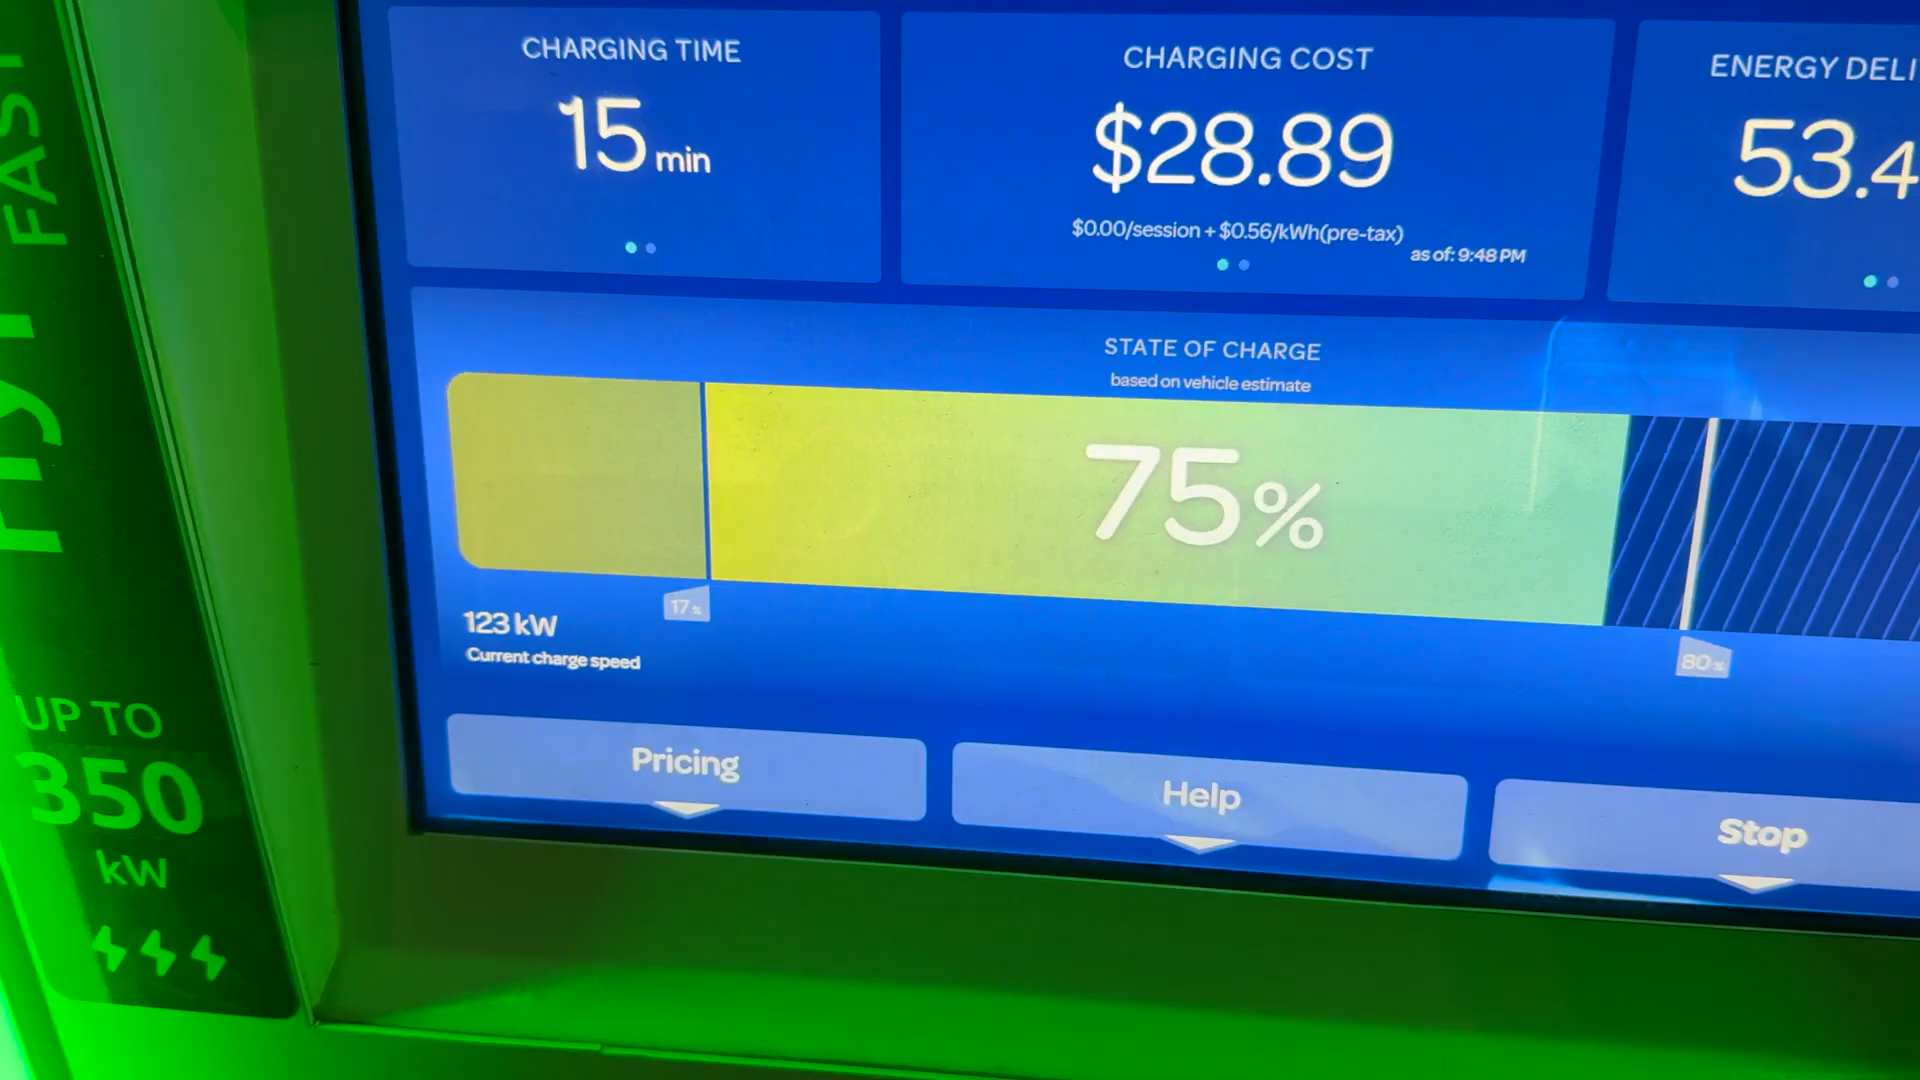 HYPER FAST
UP TO
350
kW
CHARGING TIME
15 min
CHARGING COST
$28.89
$0.00/session + $0.56/kWh(pre-tax)
as of: 9:48 PM
ENERGY DELI
53.4
STATE OF CHARGE
based on vehicle estimate
75%
17%
80%
123 kW
Current charge speed
Pricing
Help
Stop